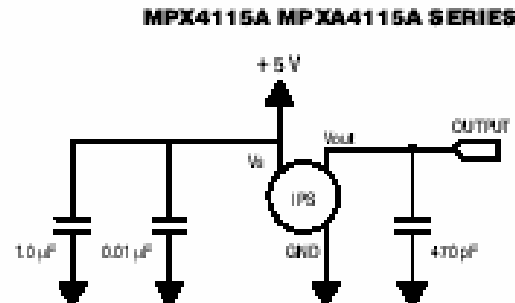 MPX4115A MPXA4115A SERIES
+ 5 V
OUTPUT
Vout
Vs
IPS
1.0 µF
0.01 µF
GND
470 pF